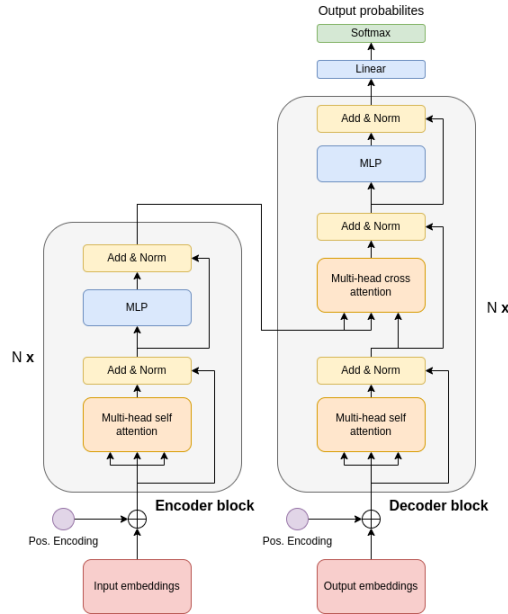 Output probabilites
Softmax
Linear
Add & Norm
MLP
Add & Norm
Multi-head cross
attention
Add & Norm
Multi-head self
attention
N x
Decoder block
Pos. Encoding
Output embeddings
Add & Norm
MLP
Add & Norm
Multi-head self
attention
N x
Encoder block
Pos. Encoding
Input embeddings